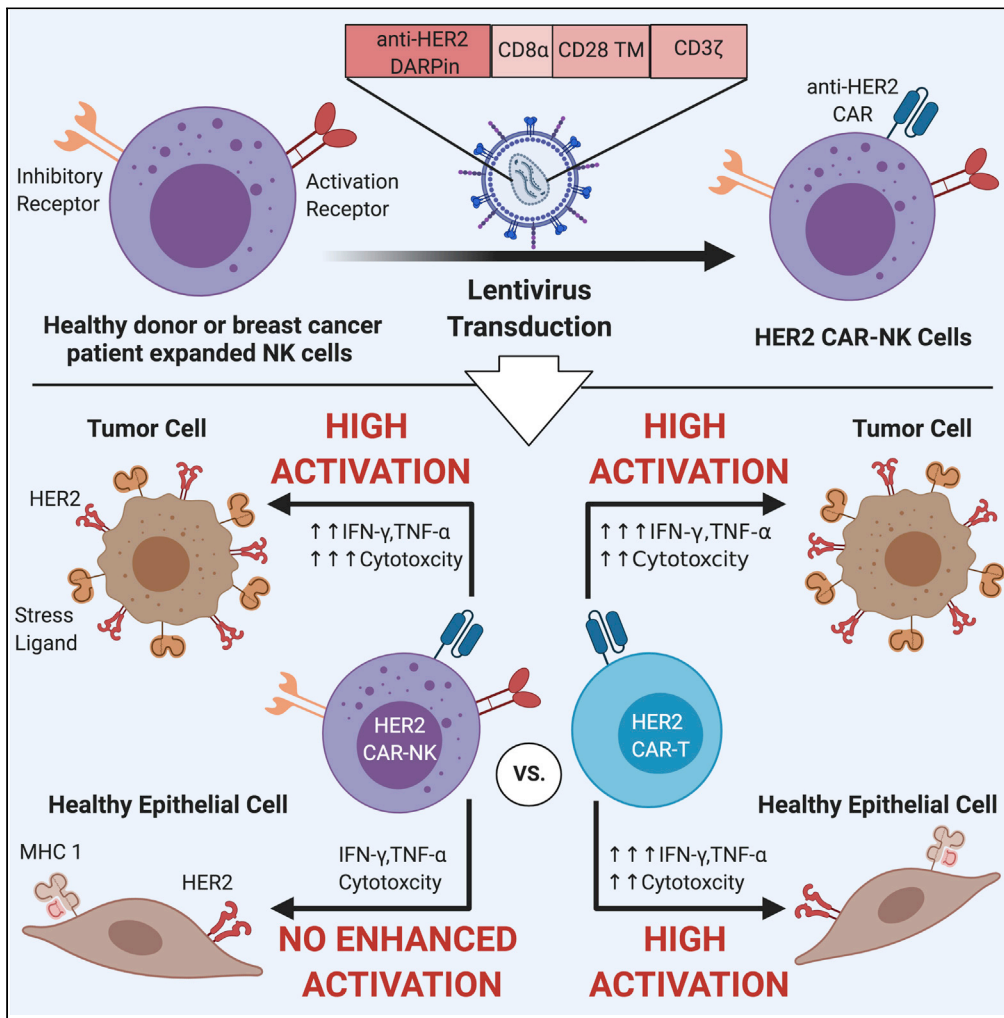 anti-HER2
DARPin
CD8α
CD28 TM
CD3ζ
anti-HER2
CAR
Inhibitory
Receptor
Activation
Receptor
Lentivirus
Transduction
Healthy donor or breast cancer
patient expanded NK cells
HER2 CAR-NK Cells
Tumor Cell
HIGH
ACTIVATION
HIGH
ACTIVATION
Tumor Cell
HER2
↑↑IFN-γ,TNF-α
↑↑↑Cytotoxcity
↑↑↑IFN-γ,TNF-α
↑↑Cytotoxcity
Stress
Ligand
HER2
CAR-NK
VS.
HER2
CAR-T
Healthy Epithelial Cell
Healthy Epithelial Cell
MHC 1
HER2
IFN-γ,TNF-α
Cytotoxcity
↑↑↑IFN-γ,TNF-α
↑↑Cytotoxcity
NO ENHANCED
ACTIVATION
HIGH
ACTIVATION